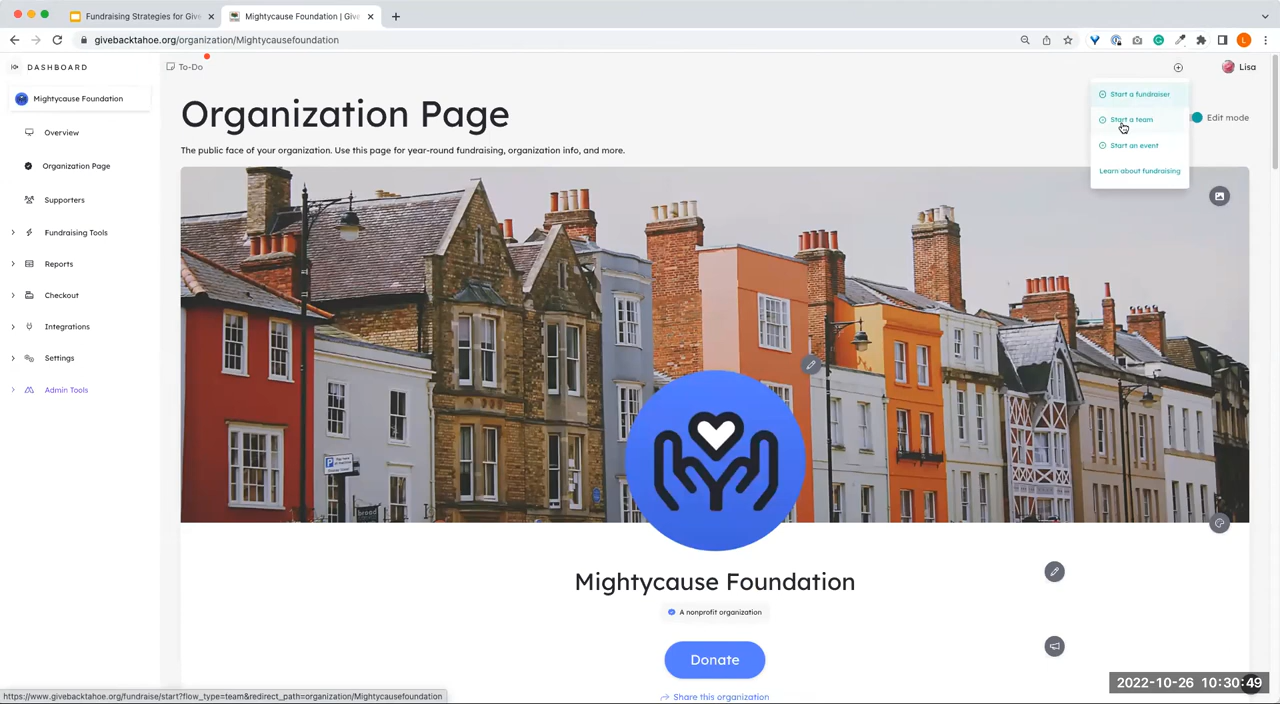 Fundraising Strategies for Give
Mightycause Foundation | Give
givebacktahoe.org/organization/Mightycausefoundation
L
DASHBOARD
To-Do
Lisa
Mightycause Foundation
Overview
Organization Page
Supporters
Fundraising Tools
Reports
Checkout
Integrations
Settings
Admin Tools
Organization Page
The public face of your organization. Use this page for year-round fundraising, organization info, and more.
Start a fundraiser
Start a team
Start an event
Learn about fundraising
Edit mode
Mightycause Foundation
A nonprofit organization
Donate
Share this organization
https://www.givebacktahoe.org/fundraise/start?flow_type=team&redirect_path=organization/Mightycausefoundation
2022-10-26 10:30:49